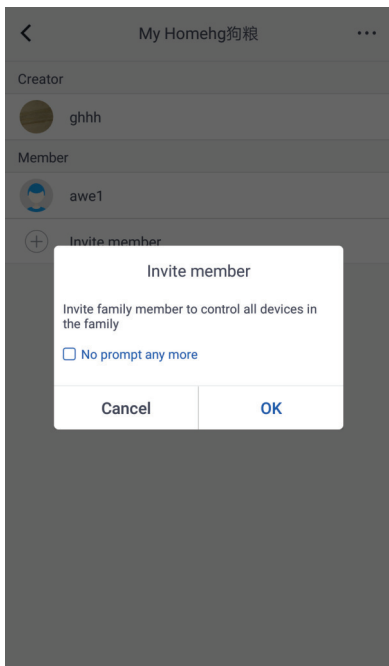 My Homehg狗粮
Creator
ghhh
Member
awe1
Invite member
Invite member
Invite family member to control all devices in
the family
No prompt any more
Cancel
OK